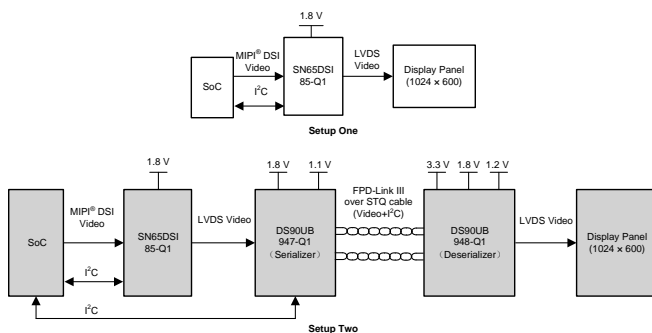 1.8 V
SoC
MIPI® DSI
Video
I²C
SN65DSI
85-Q1
LVDS
Video
Display Panel
(1024 × 600)
Setup One
1.8 V
1.8 V
1.1 V
3.3 V
1.8 V
1.2 V
SoC
MIPI® DSI
Video
I²C
SN65DSI
85-Q1
LVDS Video
DS90UB
947-Q1
(Serializer)
FPD-Link III
over STQ cable
(Video+I²C)
DS90UB
948-Q1
(Deserializer)
LVDS Video
Display Panel
(1024 × 600)
I²C
Setup Two